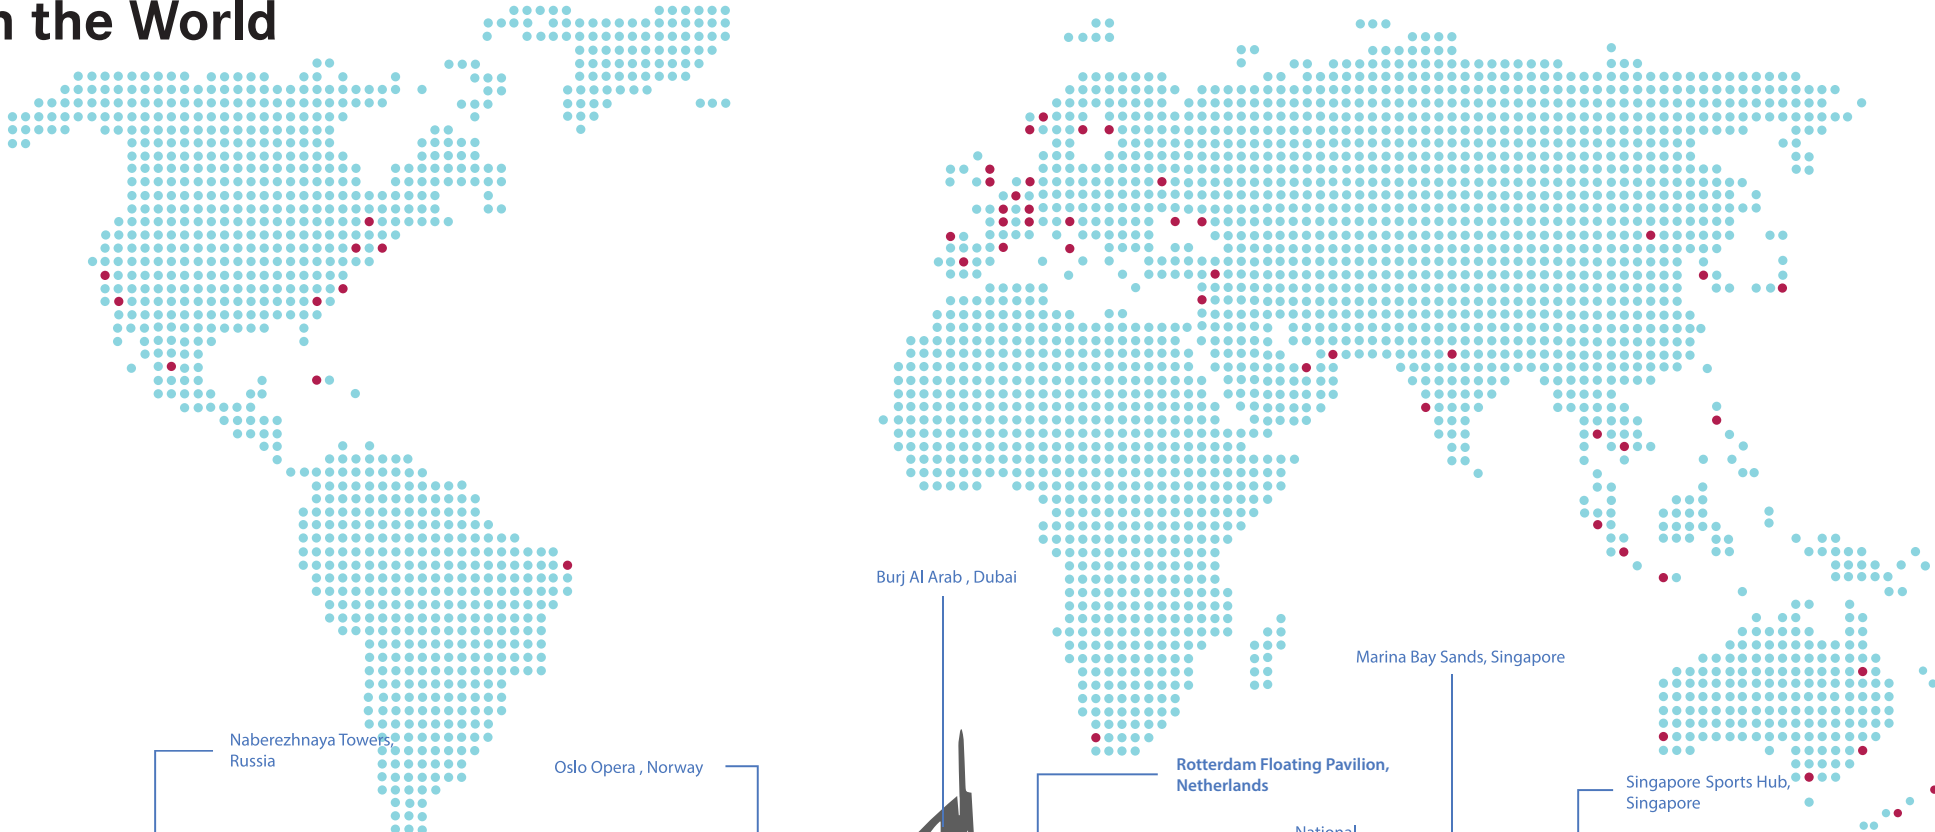 the World
Burj Al Arab , Dubai
Marina Bay Sands, Singapore
Naberezhnaya Towers,
Russia
Oslo Opera , Norway
Rotterdam Floating Pavilion,
Netherlands
Singapore Sports Hub,
Singapore
National